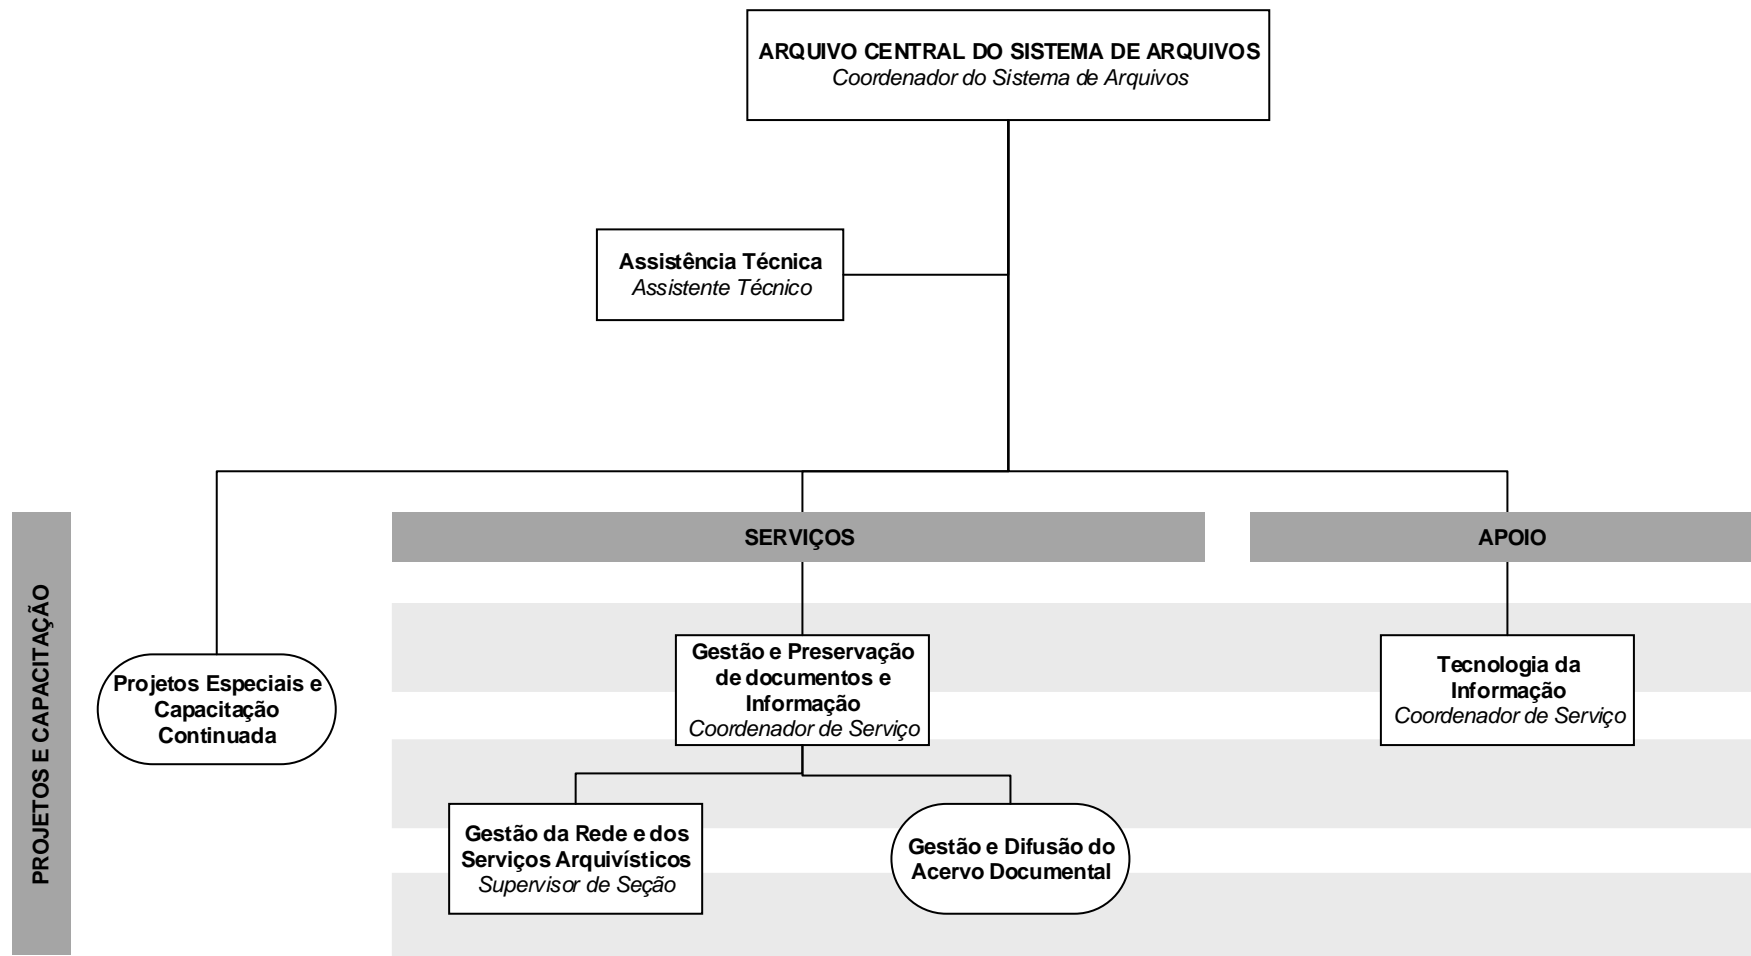 ARQUIVO CENTRAL DO SISTEMA DE ARQUIVOS
Coordenador do Sistema de Arquivos
Assistência Técnica
Assistente Técnico
PROJETOS E CAPACITAÇÃO
SERVIÇOS
APOIO
Projetos Especiais e
Capacitação
Continuada
Gestão e Preservação
de documentos e
Informação
Coordenador de Serviço
Tecnologia da
Informação
Coordenador de Serviço
Gestão da Rede e dos
Serviços Arquivísticos
Supervisor de Seção
Gestão e Difusão do
Acervo Documental